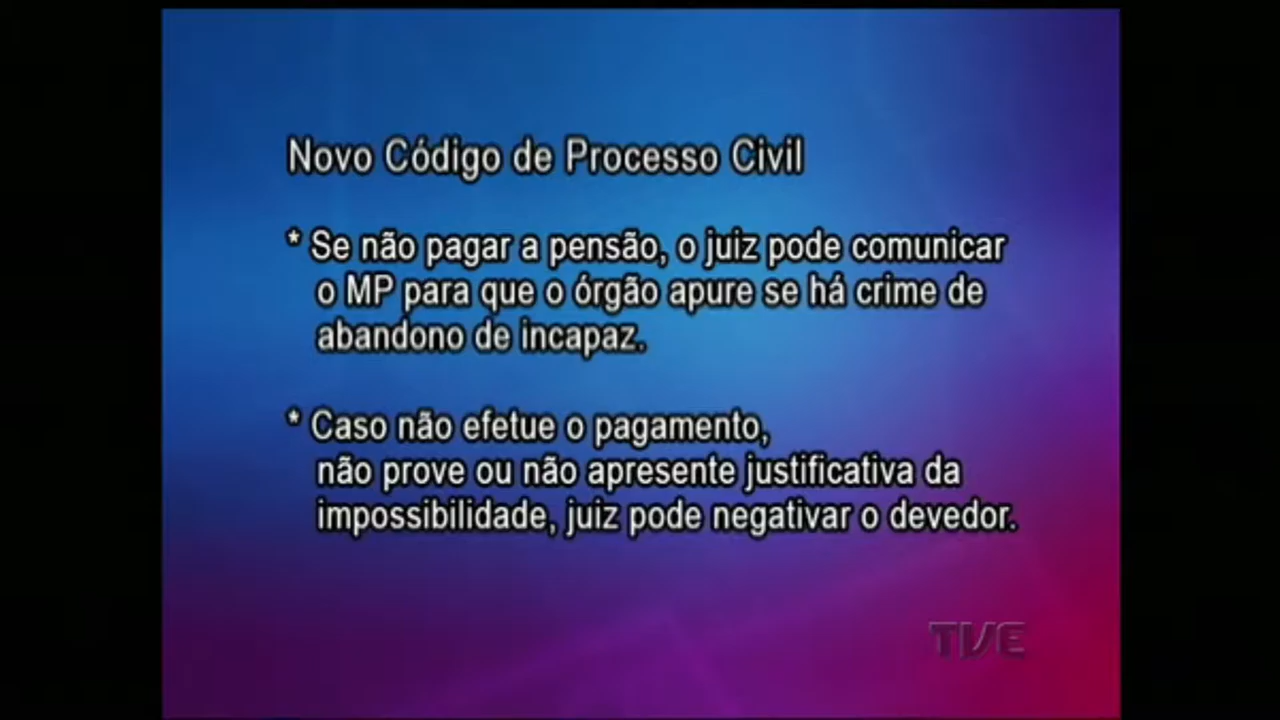 Novo Código de Processo Civil
* Se não pagar a pensão, o juiz pode comunicar
o MP para que o órgão apure se há crime de
abandono de incapaz.
* Caso não efetue o pagamento,
não prove ou não apresente justificativa da
impossibilidade, juiz pode negativar o devedor.
TVE